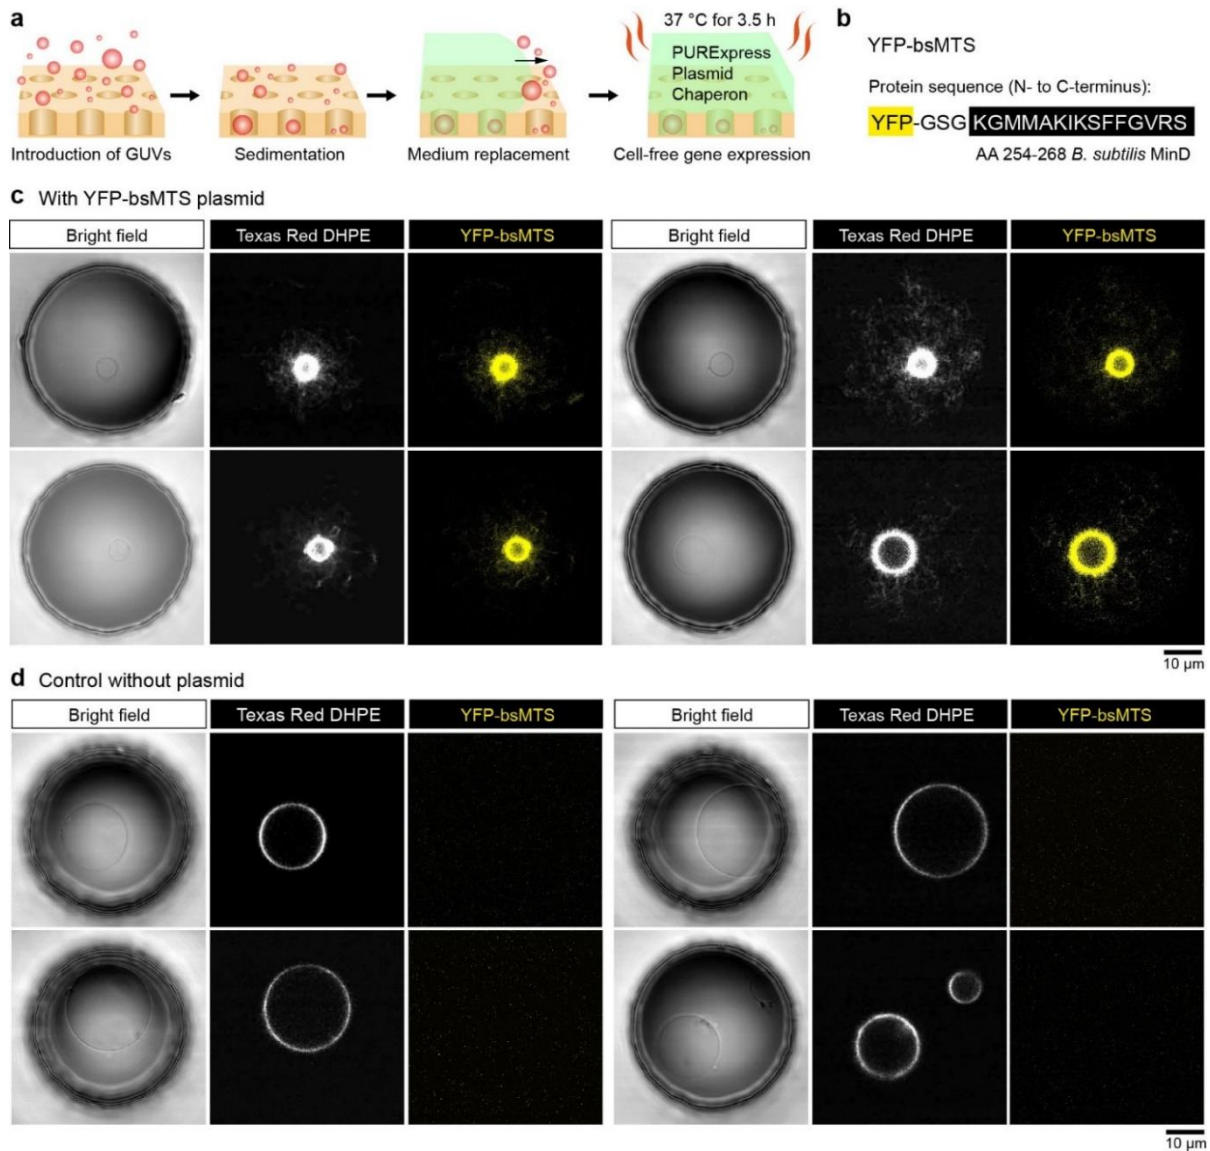 a
37 °C for 3.5 h
PURExpress
Plasmid
Chaperon
Introduction of GUVs
Sedimentation
Medium replacement
Cell-free gene expression
b
YFP-bsMTS
Protein sequence (N- to C-terminus):
YFP-GSG KGMMAKIKSFFGVRS
AA 254-268 B. subtilis MinD
c With YFP-bsMTS plasmid
Bright field Texas Red DHPE YFP-bsMTS Bright field Texas Red DHPE YFP-bsMTS
10 µm
d Control without plasmid
Bright field Texas Red DHPE YFP-bsMTS Bright field Texas Red DHPE YFP-bsMTS
10 µm